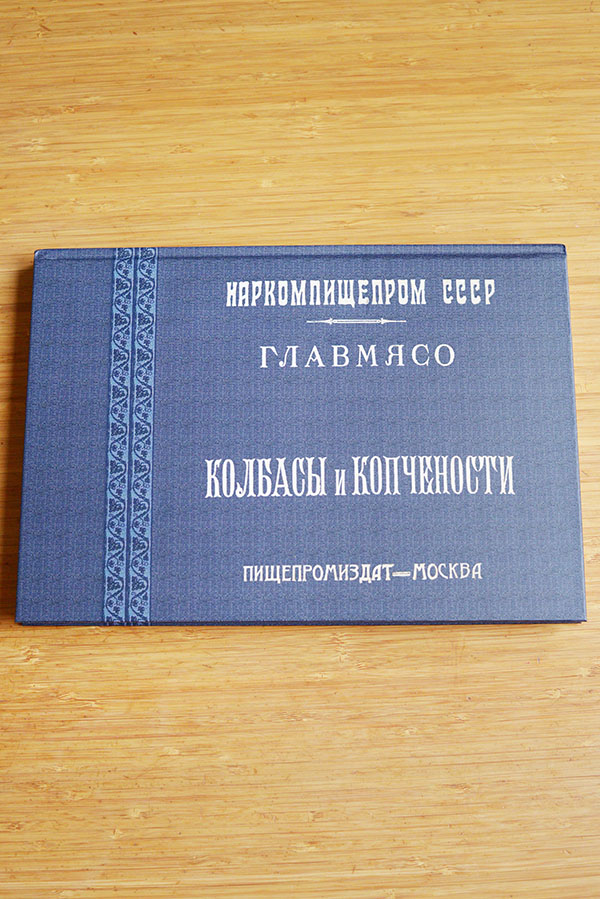 НАРКОМПИЩЕПРОМ СССР
ГЛАВМЯСО
КОЛБАСЫ и КОПЧЕНОСТИ
ПИЩЕПРОМИЗДАТ—МОСКВА